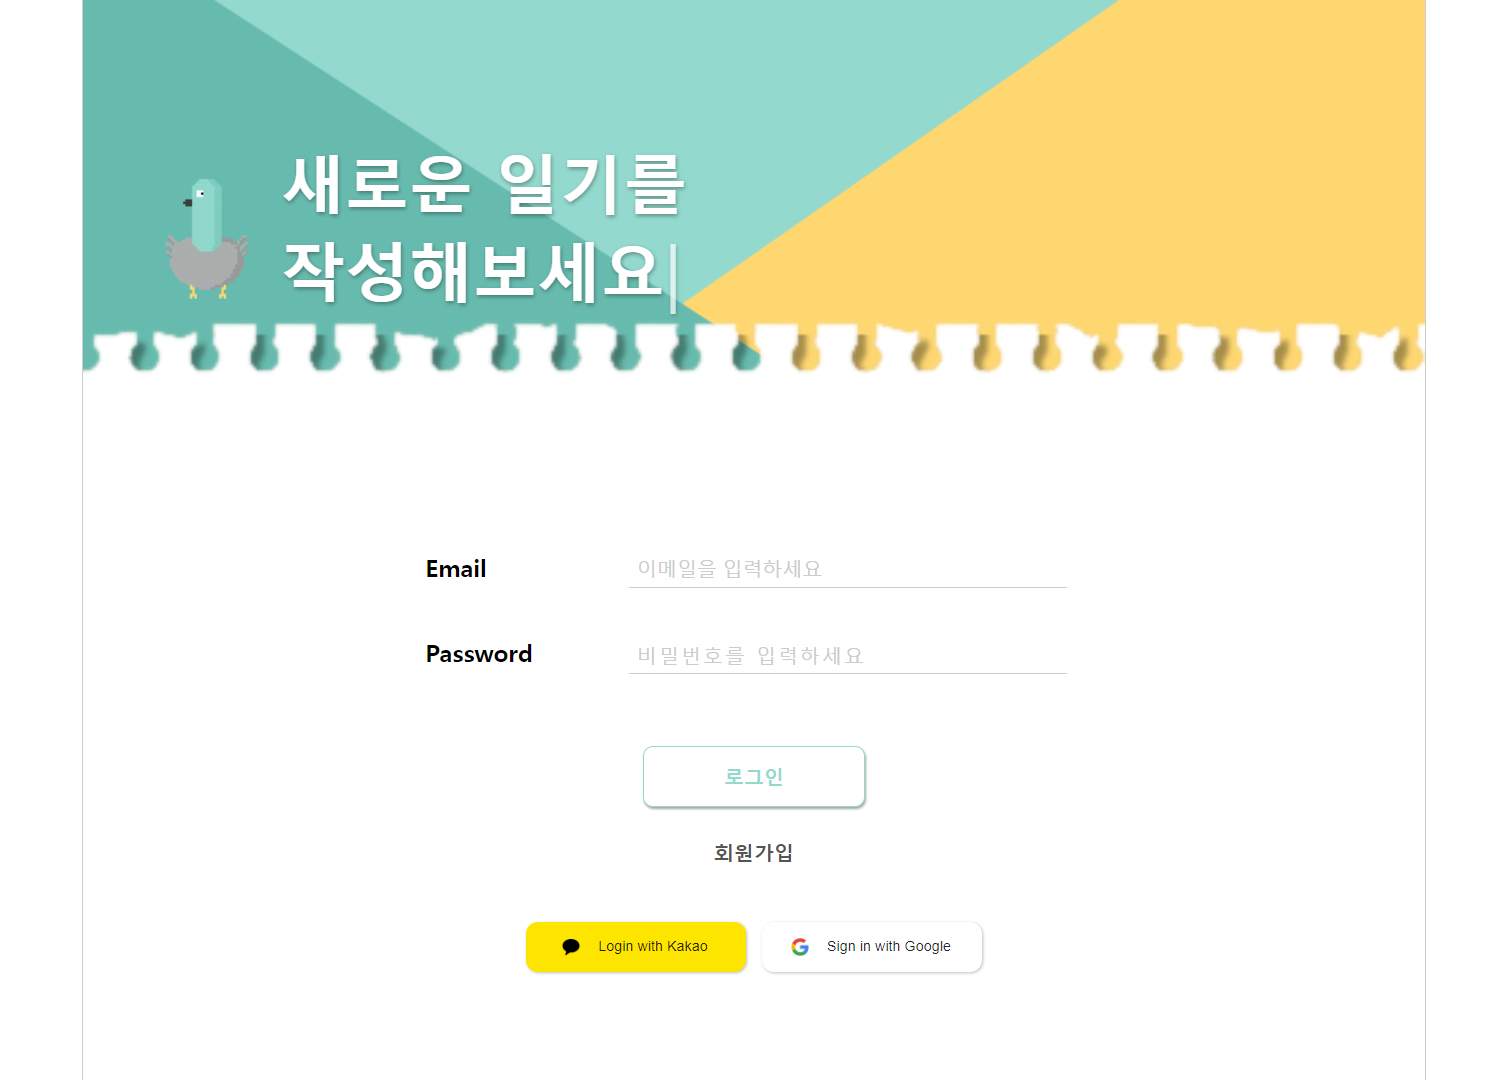 새로운 일기를
작성해보세요|
Email
이메일을 입력하세요
Password
비밀번호를 입력하세요
로그인
회원가입
Login with Kakao
Sign in with Google